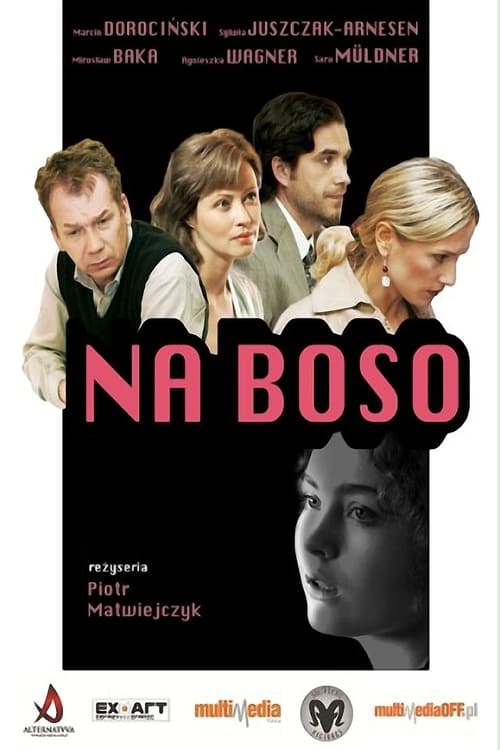 Marcin DOROCIŃSKI Sylwia JUSZCZAK-ARNESEN
Mirosław BAKA Agnieszka WAGNER Sara MÜLDNER
NA BOSO
reżyseria
Piotr
Matwiejczyk
ALTERNATYWA
EX-ART
multiMedia
multiMediaOFF.pl